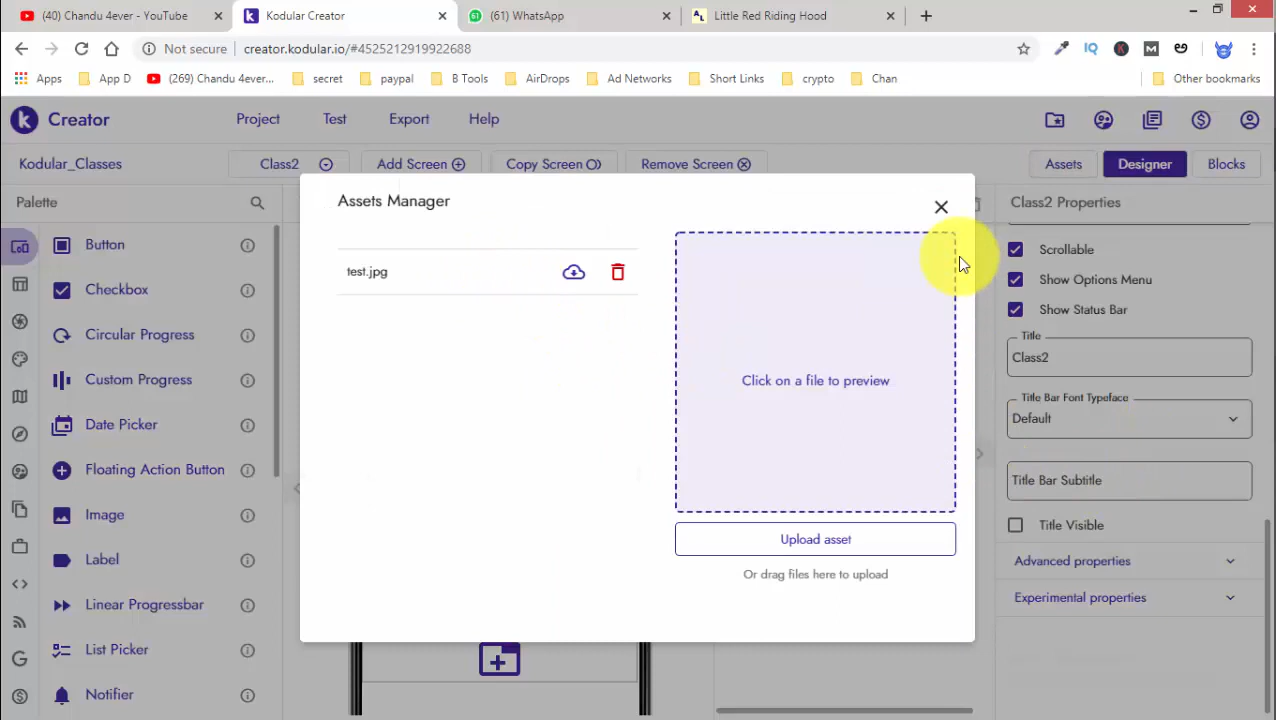 (40) Chandu 4ever - YouTube
Kodular Creator
(61) WhatsApp
Little Red Riding Hood
Not secure
creator.kodular.io/#4525212919922688
Apps
App D
(269) Chandu 4ever...
secret
paypal
B Tools
AirDrops
Ad Networks
Short Links
crypto
Chan
Other bookmarks
Creator
Project
Test
Export
Help
Kodular_Classes
Class2
Add Screen
Copy Screen
Remove Screen
Assets
Designer
Blocks
Palette
Assets Manager
Class2 Properties
Button
Checkbox
Circular Progress
Custom Progress
Date Picker
Floating Action Button
Image
Label
Linear Progressbar
List Picker
Notifier
test.jpg
Click on a file to preview
Upload asset
Or drag files here to upload
Scrollable
Show Options Menu
Show Status Bar
Title
Class2
Title Bar Font Typeface
Default
Title Bar Subtitle
Title Visible
Advanced properties
Experimental properties